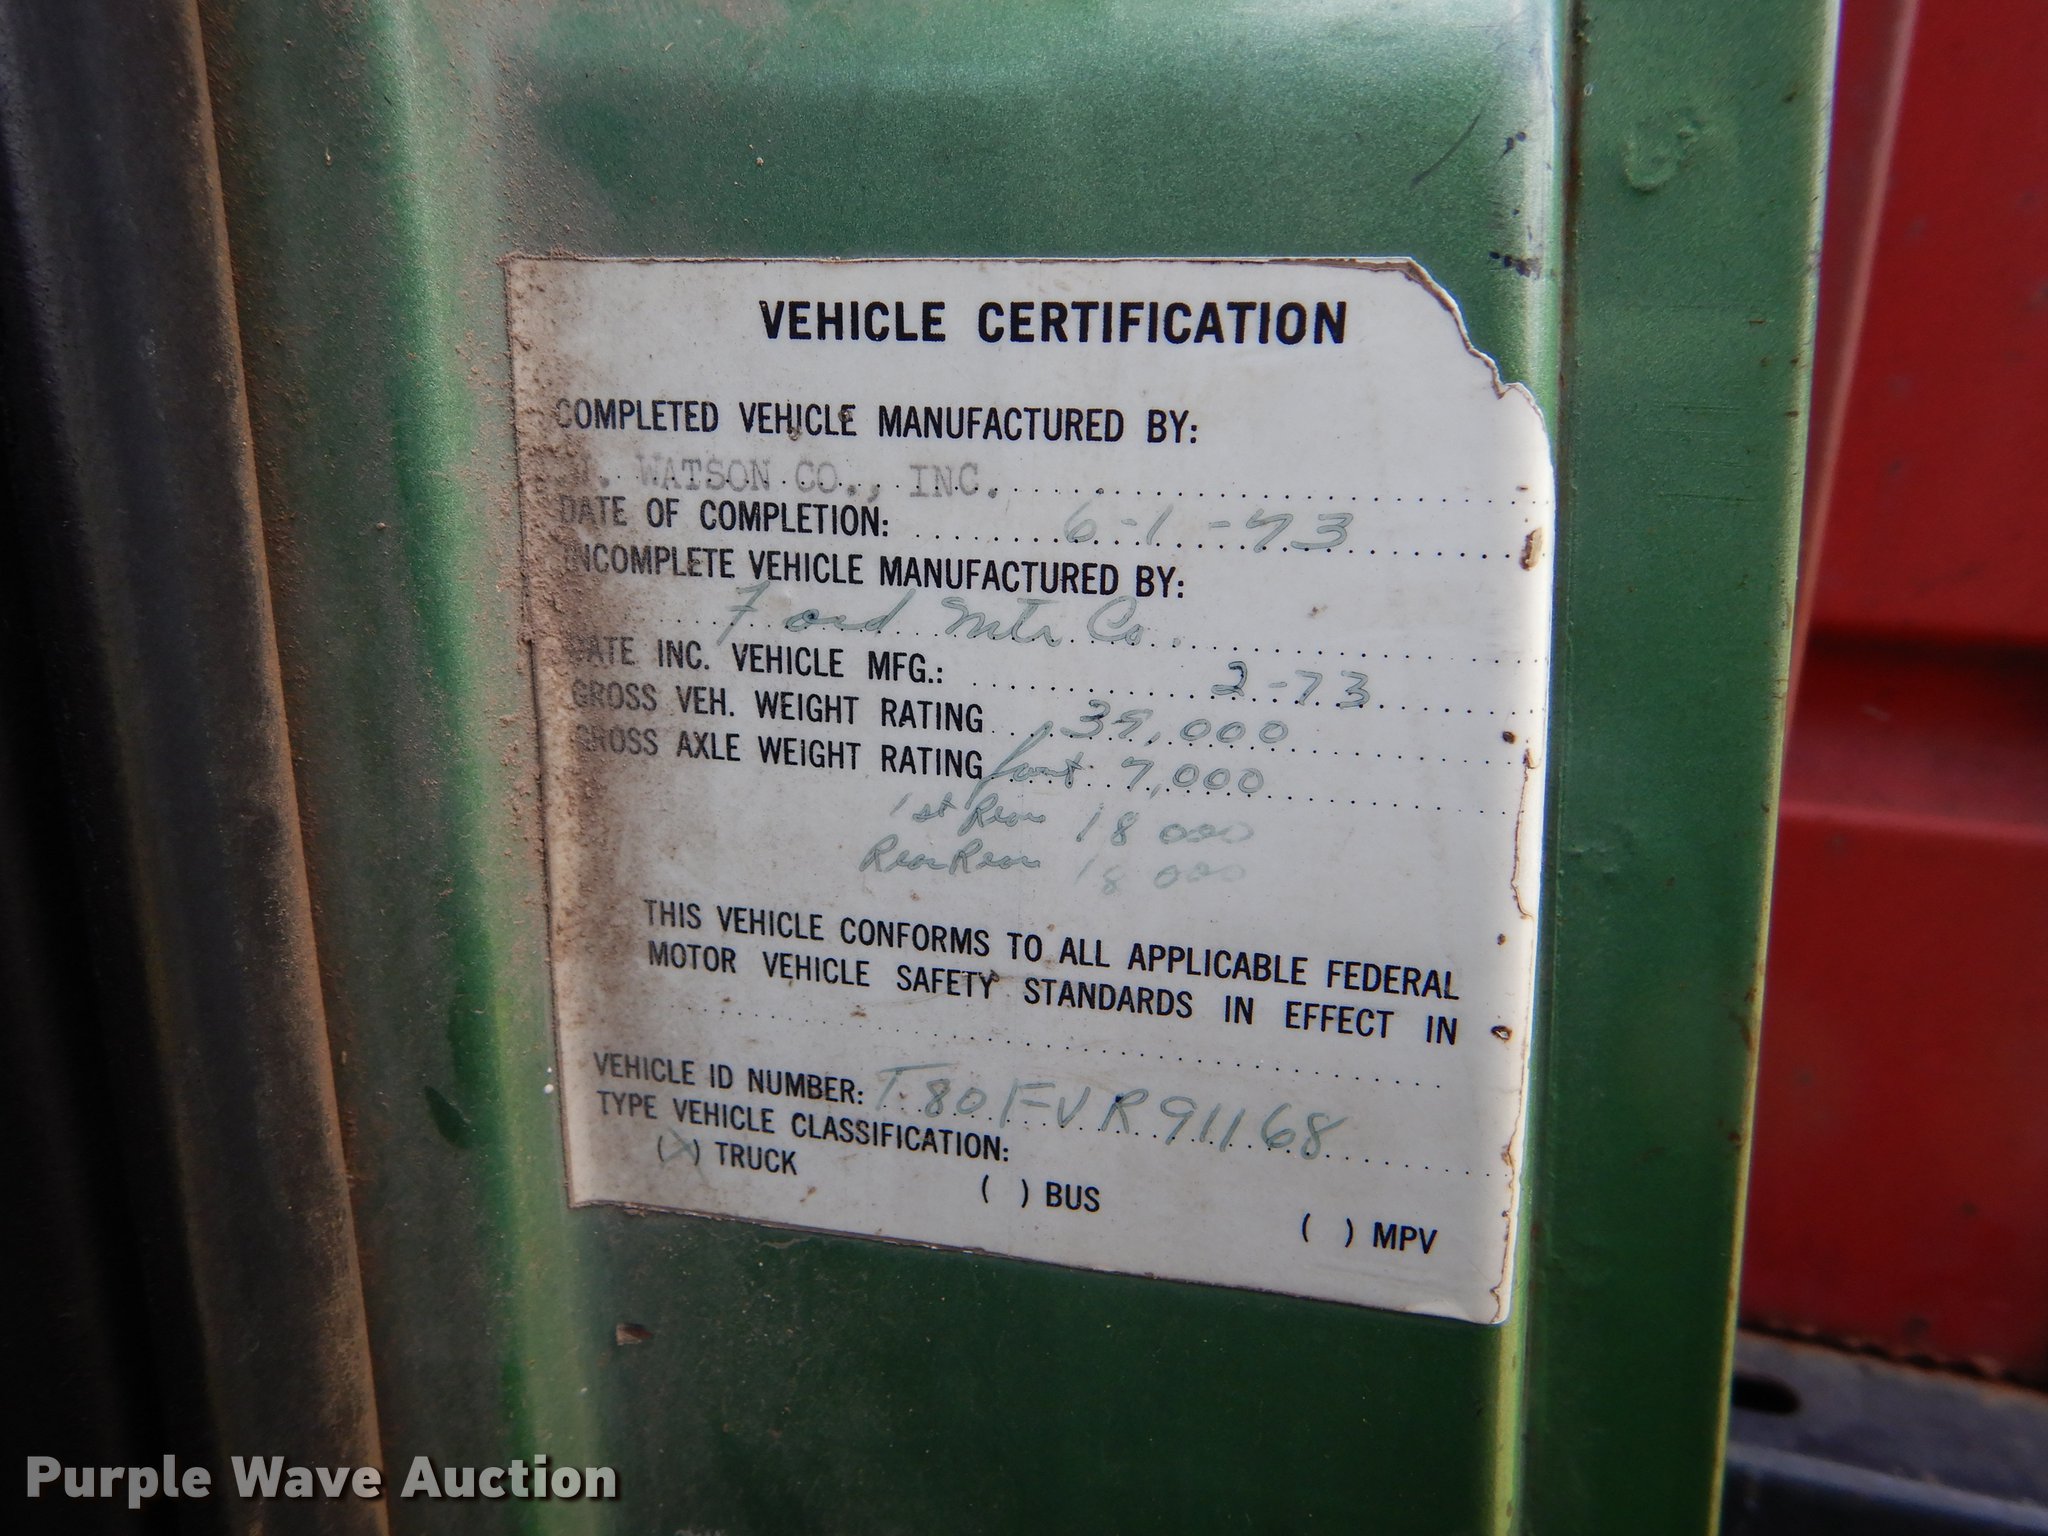 VEHICLE CERTIFICATION
COMPLETED VEHICLE MANUFACTURED BY:
WATSON CO., INC.
DATE OF COMPLETION: 6-1-73
INCOMPLETE VEHICLE MANUFACTURED BY:
Ford Mtr Co.
DATE INC. VEHICLE MFG.: 2-73
GROSS VEH. WEIGHT RATING
GROSS AXLE WEIGHT RATING front 7,000
1st Rear 18 000
Rear Rear 18 000
THIS VEHICLE CONFORMS TO ALL APPLICABLE FEDERAL
MOTOR VEHICLE SAFETY STANDARDS IN EFFECT IN
VEHICLE ID NUMBER: T80FVR91168
TYPE VEHICLE CLASSIFICATION:
(X) TRUCK ( ) BUS ( ) MPV
Purple Wave Auction